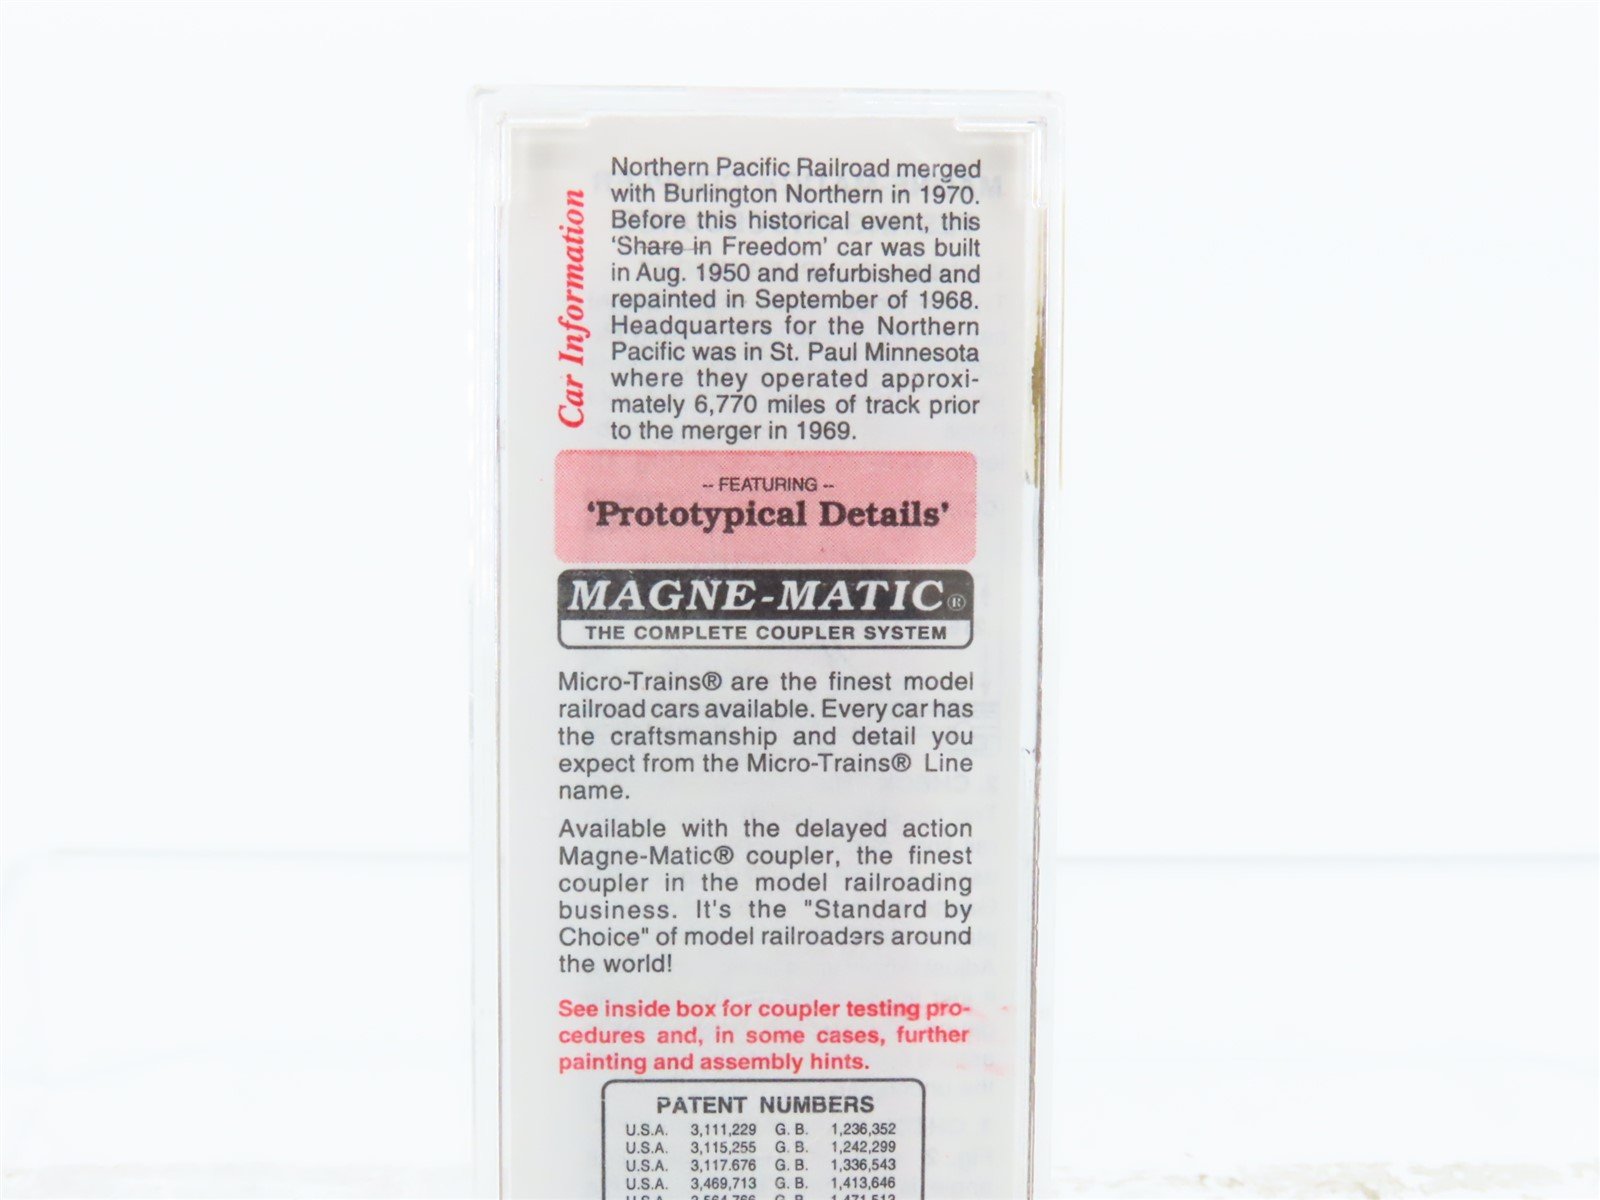 Car Information
Northern Pacific Railroad merged
with Burlington Northern in 1970.
Before this historical event, this
‘Share in Freedom’ car was built
in Aug. 1950 and refurbished and
repainted in September of 1968.
Headquarters for the Northern
Pacific was in St. Paul Minnesota
where they operated approxi-
mately 6,770 miles of track prior
to the merger in 1969.
-- FEATURING --
‘Prototypical Details’
MAGNE-MATIC®
THE COMPLETE COUPLER SYSTEM
Micro-Trains® are the finest model
railroad cars available. Every car has
the craftsmanship and detail you
expect from the Micro-Trains® Line
name.
Available with the delayed action
Magne-Matic® coupler, the finest
coupler in the model railroading
business. It's the "Standard by
Choice" of model railroaders around
the world!
See inside box for coupler testing pro-
cedures and, in some cases, further
painting and assembly hints.
PATENT NUMBERS
U.S.A. 3,111,229 G. B. 1,236,352
U.S.A. 3,115,255 G. B. 1,242,299
U.S.A. 3,117.676 G. B. 1,336,543
U.S.A. 3,469,713 G. B. 1,413,646
U.S.A. 3,564,766 G. B. 1,471,513